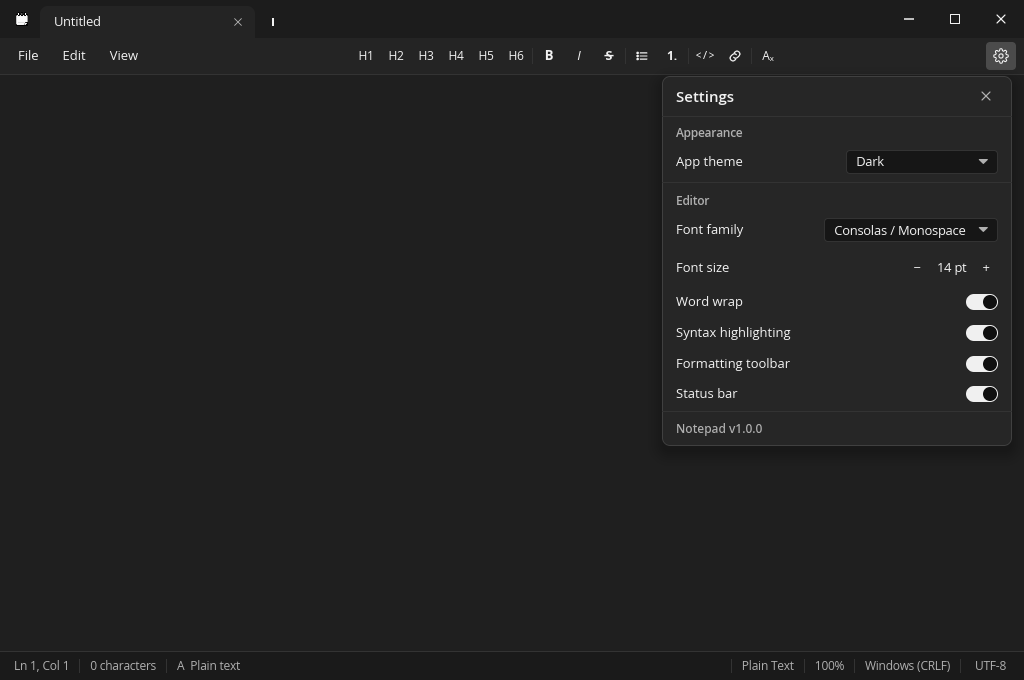 Untitled
File Edit View H1 H2 H3 H4 H5 H6 B I S 1. </> Aₓ
Settings
Appearance
App theme Dark
Editor
Font family Consolas / Monospace
Font size − 14 pt +
Word wrap
Syntax highlighting
Formatting toolbar
Status bar
Notepad v1.0.0
Ln 1, Col 1 0 characters A Plain text Plain Text 100% Windows (CRLF) UTF-8